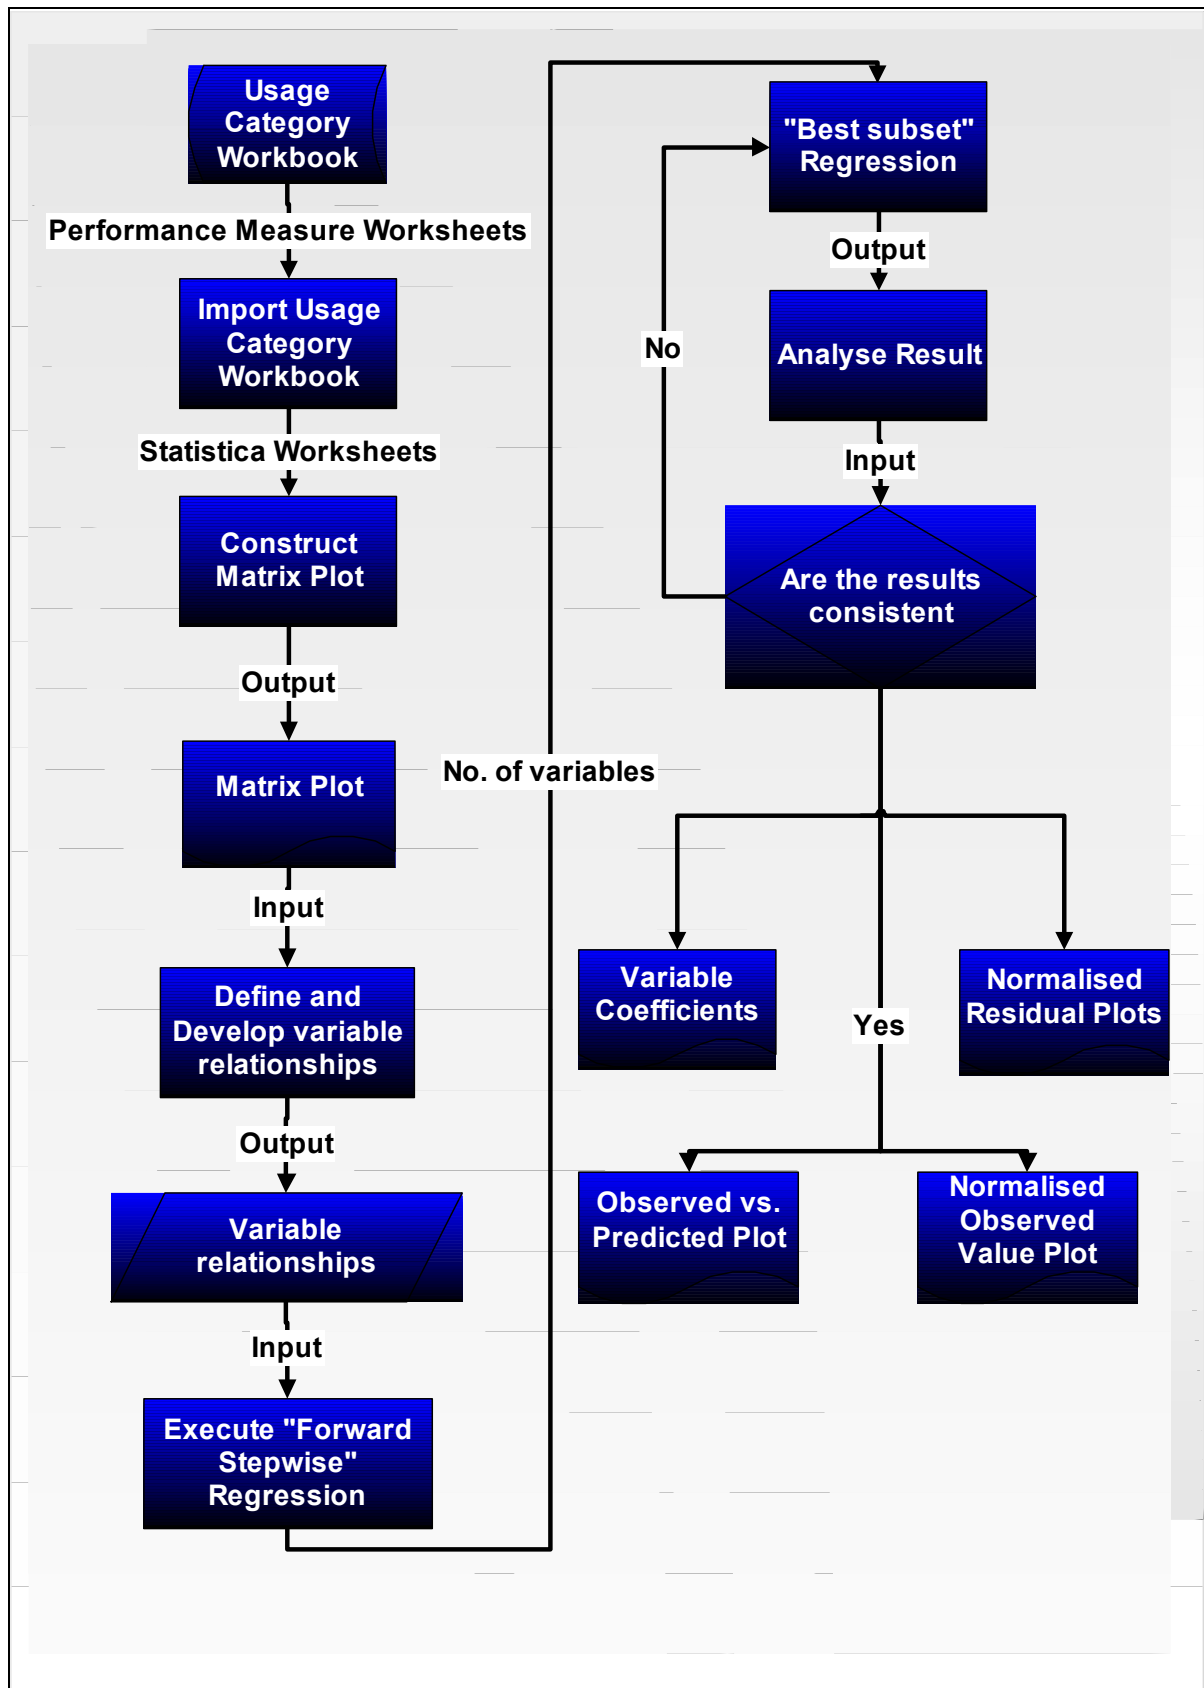 Usage
Category
Workbook
Performance Measure Worksheets
Import Usage
Category
Workbook
Statistica Worksheets
Construct
Matrix Plot
Output
Matrix Plot
Input
Define and
Develop variable
relationships
Output
Variable
relationships
Input
Execute "Forward
Stepwise"
Regression
No. of variables
"Best subset"
Regression
Output
Analyse Result
No
Input
Are the results
consistent
Variable
Coefficients
Yes
Normalised
Residual Plots
Observed vs.
Predicted Plot
Normalised
Observed
Value Plot